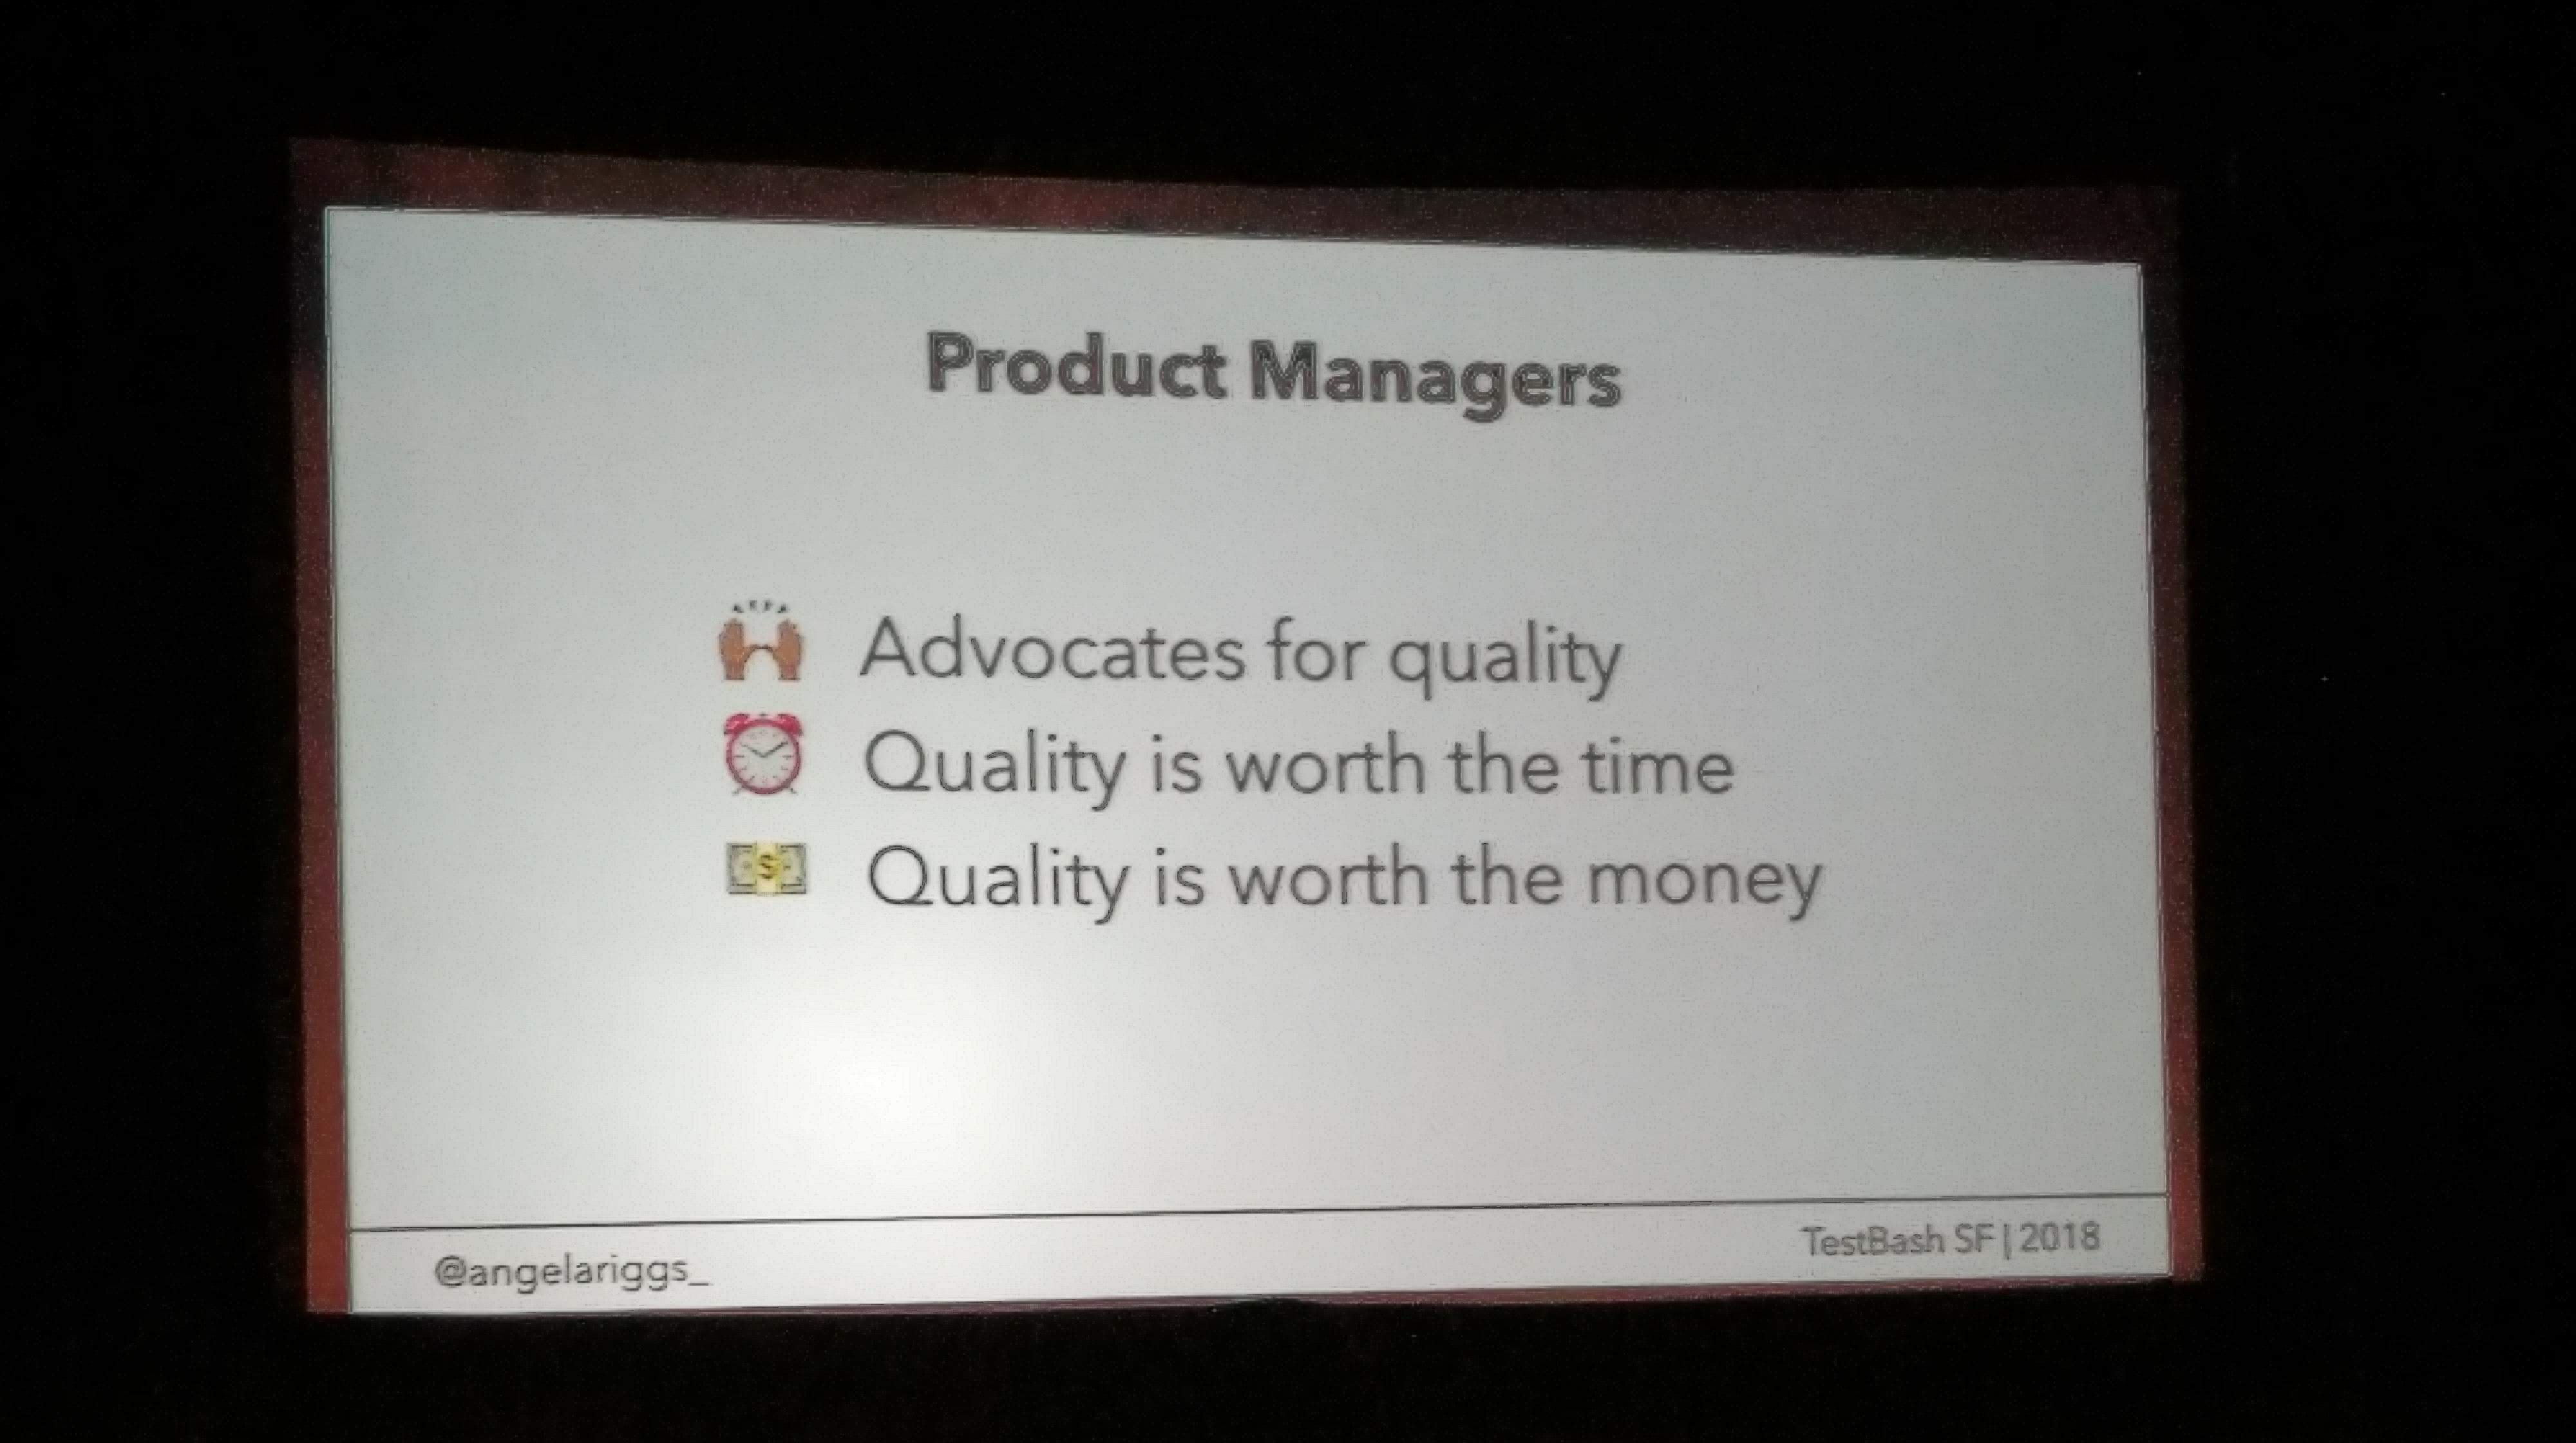 Product Managers
Advocates for quality
Quality is worth the time
Quality is worth the money
@angelariggs_
TestBash SF | 2018